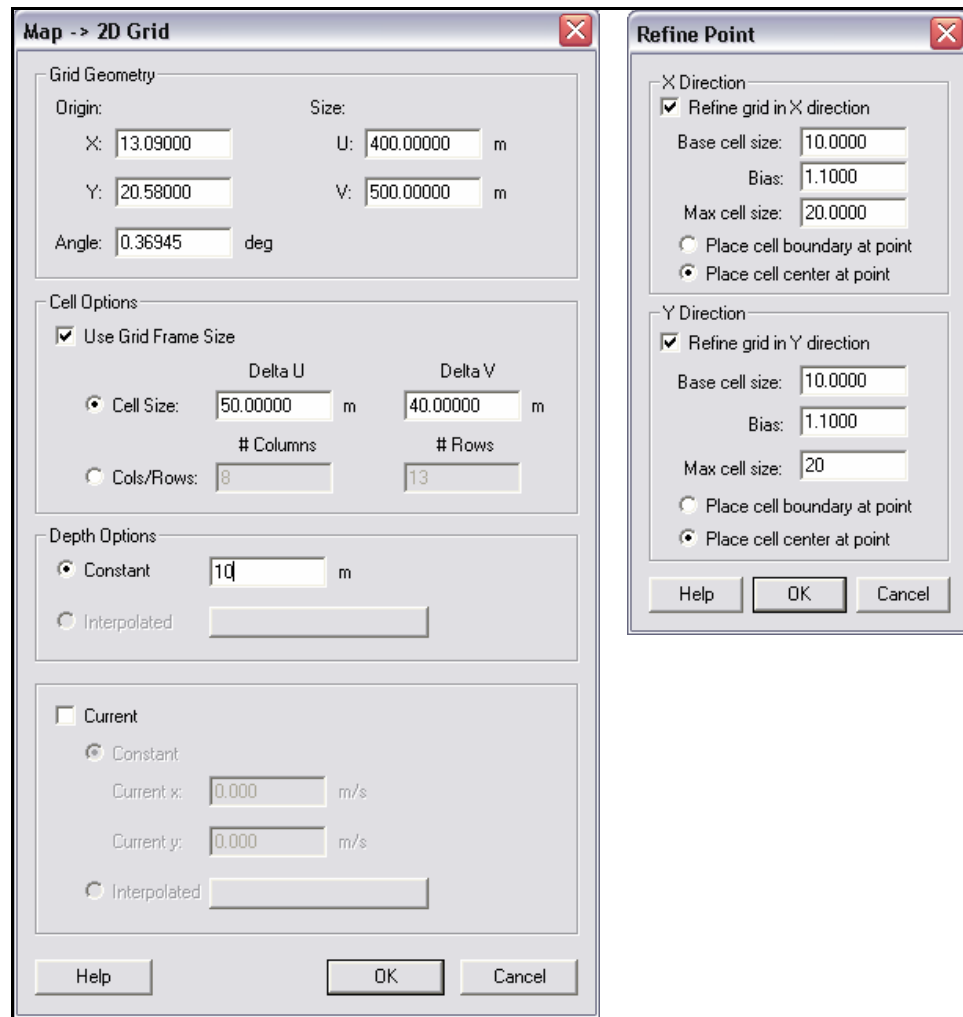 Map -> 2D Grid
Grid Geometry
Origin: Size:
X: 13.09000 U: 400.00000 m
Y: 20.58000 V: 500.00000 m
Angle: 0.36945 deg
Cell Options
Use Grid Frame Size
Delta U Delta V
Cell Size: 50.00000 m 40.00000 m
# Columns # Rows
Cols/Rows: 8 13
Depth Options
Constant 10 m
Interpolated
Current
Constant
Current x: 0.000 m/s
Current y: 0.000 m/s
Interpolated
Help OK Cancel
Refine Point
X Direction
Refine grid in X direction
Base cell size: 10.0000
Bias: 1.1000
Max cell size: 20.0000
Place cell boundary at point
Place cell center at point
Y Direction
Refine grid in Y direction
Base cell size: 10.0000
Bias: 1.1000
Max cell size: 20
Place cell boundary at point
Place cell center at point
Help OK Cancel